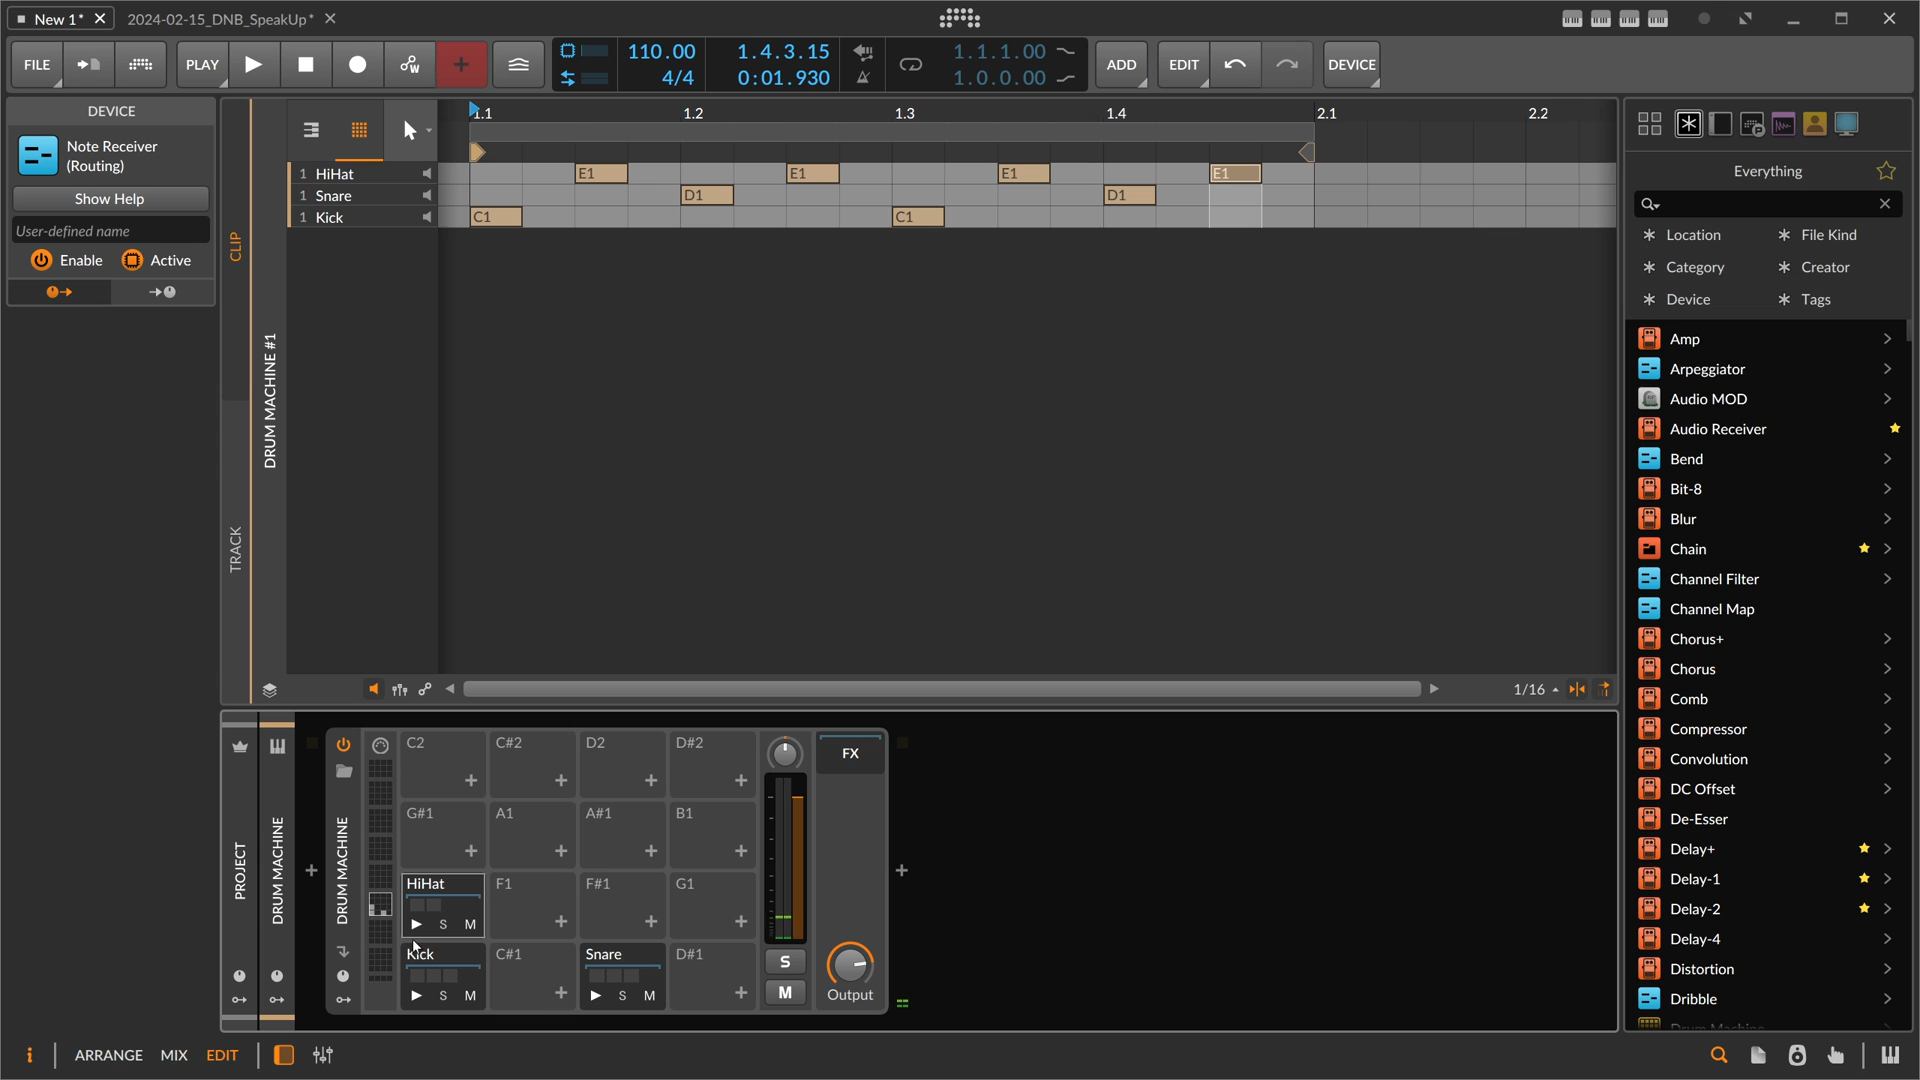 New 1* 2024-02-15_DNB_SpeakUp*
FILE PLAY 110.00 1.4.3.15 1.1.1.00 ADD EDIT DEVICE
4/4 0:01.930 1.0.0.00
DEVICE
Note Receiver
(Routing)
Show Help
User-defined name
Enable Active
CLIP
TRACK
DRUM MACHINE #1
1.1 1.2 1.3 1.4 2.1 2.2
1 HiHat E1 E1 E1 E1
1 Snare D1 D1
1 Kick C1 C1
1/16
PROJECT
DRUM MACHINE
DRUM MACHINE
C2 C#2 D2 D#2
G#1 A1 A#1 B1
HiHat F1 F#1 G1
S M
Kick C#1 Snare D#1
S M S M
S
M
FX
Output
Everything
Location File Kind
Category Creator
Device Tags
Amp
Arpeggiator
Audio MOD
Audio Receiver
Bend
Bit-8
Blur
Chain
Channel Filter
Channel Map
Chorus+
Chorus
Comb
Compressor
Convolution
DC Offset
De-Esser
Delay+
Delay-1
Delay-2
Delay-4
Distortion
Dribble
Drum Machine
i ARRANGE MIX EDIT